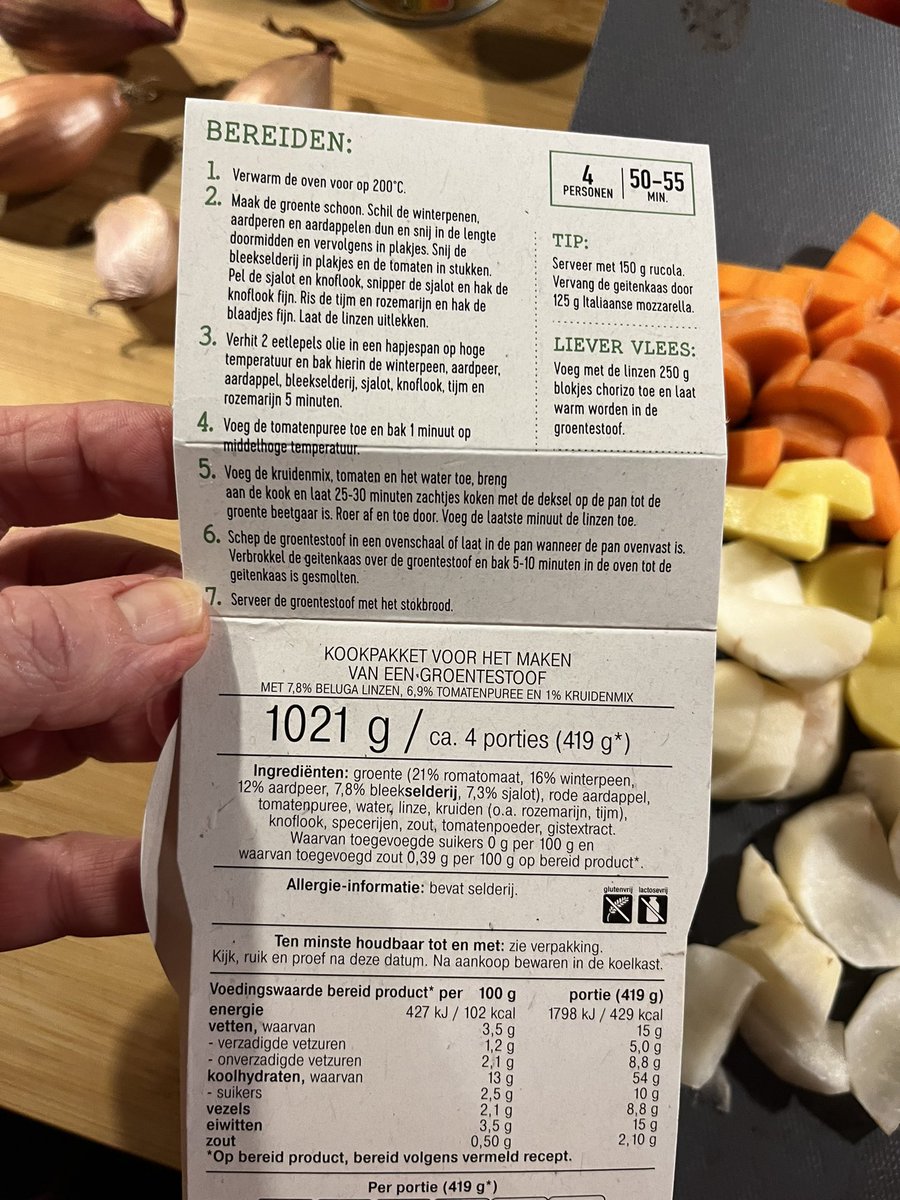 BEREIDEN:
1. Verwarm de oven voor op 200°C.
2. Maak de groente schoon. Schil de winterpenen,
aardperen en aardappelen dun en snij in de lengte
doormidden en vervolgens in plakjes. Snij de
bleekselderij in plakjes en de tomaten in stukken.
Pel de sjalot en knoflook, snipper de sjalot en hak de
knoflook fijn. Ris de tijm en rozemarijn en hak de
blaadjes fijn. Laat de linzen uitlekken.
3. Verhit 2 eetlepels olie in een hapjespan op hoge
temperatuur en bak hierin de winterpeen, aardpeer,
aardappel, bleekselderij, sjalot, knoflook, tijm en
rozemarijn 5 minuten.
4. Voeg de tomatenpuree toe en bak 1 minuut op
middelhoge temperatuur.
5. Voeg de kruidenmix, tomaten en het water toe, breng
aan de kook en laat 25-30 minuten zachtjes koken met de deksel op de pan tot de
groente beetgaar is. Roer af en toe door. Voeg de laatste minuut de linzen toe.
6. Schep de groentestoof in een ovenschaal of laat in de pan wanneer de pan ovenvast is.
Verbrokkel de geitenkaas over de groentestoof en bak 5-10 minuten in de oven tot de
geitenkaas is gesmolten.
7. Serveer de groentestoof met het stokbrood.
4 PERSONEN
50-55 MIN.
TIP:
Serveer met 150 g rucola.
Vervang de geitenkaas door
125 g Italiaanse mozzarella.
LIEVER VLEES:
Voeg met de linzen 250 g
blokjes chorizo toe en laat
warm worden in de
groentestoof.
KOOKPAKKET VOOR HET MAKEN
VAN EEN GROENTESTOOF
MET 7,8% BELUGA LINZEN, 6,9% TOMATENPUREE EN 1% KRUIDENMIX
1021 g / ca. 4 porties (419 g*)
Ingrediënten: groente (21% romatomaat, 16% winterpeen,
12% aardpeer, 7,8% bleekselderij, 7,3% sjalot), rode aardappel,
tomatenpuree, water, linze, kruiden (o.a. rozemarijn, tijm),
knoflook, specerijen, zout, tomatenpoeder, gistextract.
Waarvan toegevoegde suikers 0 g per 100 g en
waarvan toegevoegd zout 0,39 g per 100 g op bereid product*.
Allergie-informatie: bevat selderij.
glutenvrij lactosevrij
Ten minste houdbaar tot en met: zie verpakking.
Kijk, ruik en proef na deze datum. Na aankoop bewaren in de koelkast.
Voedingswaarde bereid product* per 100 g portie (419 g)
energie 427 kJ / 102 kcal 1798 kJ / 429 kcal
vetten, waarvan 3,5 g 15 g
- verzadigde vetzuren 1,2 g 5,0 g
- onverzadigde vetzuren 2,1 g 8,8 g
koolhydraten, waarvan 13 g 54 g
- suikers 2,5 g 10 g
vezels 2,1 g 8,8 g
eiwitten 3,5 g 15 g
zout 0,50 g 2,10 g
*Op bereid product, bereid volgens vermeld recept.
Per portie (419 g*)